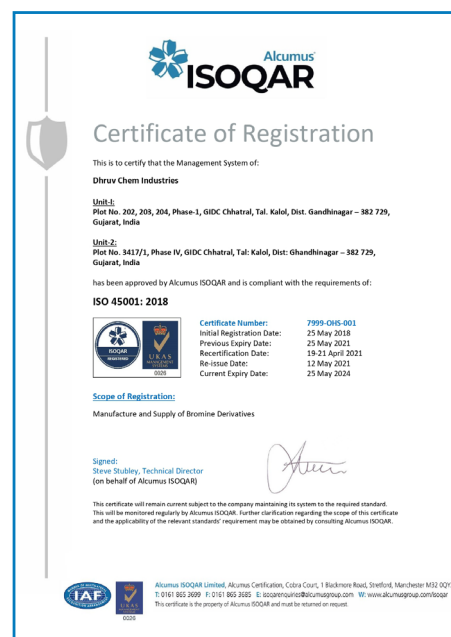 Alcumus
ISOQAR
Certificate of Registration
This is to certify that the Management System of:
Dhruv Chem Industries
Unit-I:
Plot No. 202, 203, 204, Phase-1, GIDC Chhatral, Tal. Kalol, Dist. Gandhinagar – 382 729,
Gujarat, India
Unit-2:
Plot No. 3417/1, Phase IV, GIDC Chhatral, Tal: Kalol, Dist: Ghandhinagar – 382 729,
Gujarat, India
has been approved by Alcumus ISOQAR and is compliant with the requirements of:
ISO 45001: 2018
ISOQAR
REGISTERED
UKAS
MANAGEMENT
SYSTEMS
0026
Certificate Number: 7999-OHS-001
Initial Registration Date: 25 May 2018
Previous Expiry Date: 25 May 2021
Recertification Date: 19-21 April 2021
Re-issue Date: 12 May 2021
Current Expiry Date: 25 May 2024
Scope of Registration:
Manufacture and Supply of Bromine Derivatives
Signed:
Steve Stubley, Technical Director
(on behalf of Alcumus ISOQAR)
This certificate will remain current subject to the company maintaining its system to the required standard.
This will be monitored regularly by Alcumus ISOQAR. Further clarification regarding the scope of this certificate
and the applicability of the relevant standards' requirement may be obtained by consulting Alcumus ISOQAR.
IAF
UKAS
0026
Alcumus ISOQAR Limited, Alcumus Certification, Cobra Court, 1 Blackmore Road, Stretford, Manchester M32 0QY.
T: 0161 865 3699 F: 0161 865 3685 E: isoqarenquiries@alcumusgroup.com W: www.alcumusgroup.com/isoqar
This certificate is the property of Alcumus ISOQAR and must be returned on request.